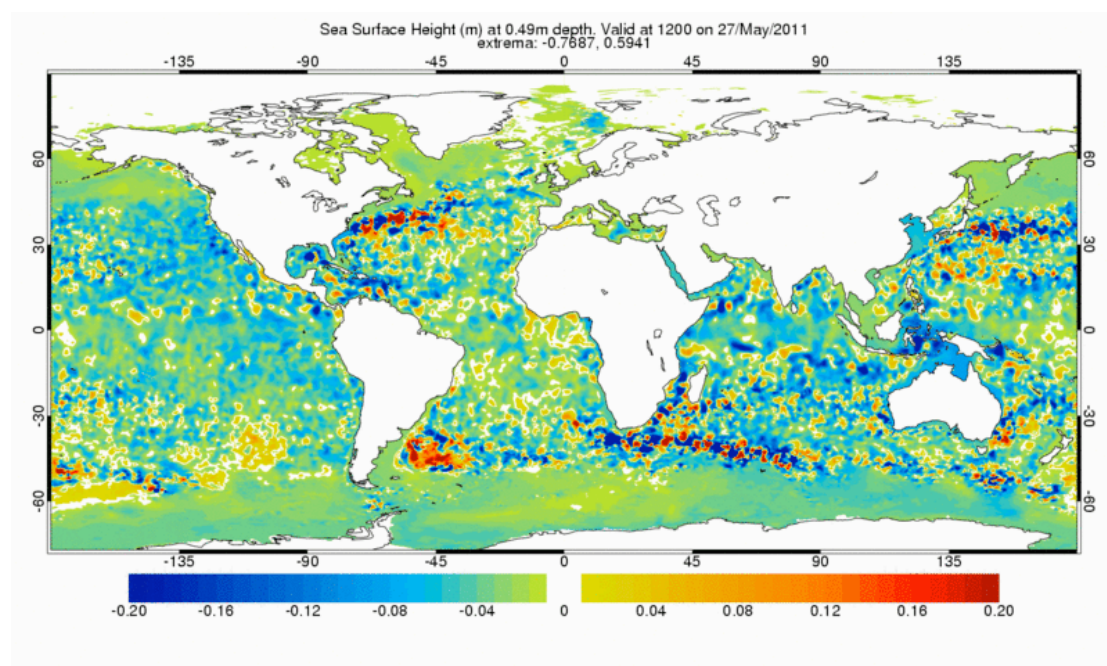 Sea Surface Height (m) at 0.49m depth. Valid at 1200 on 27/May/2011
extrema: -0.7687, 0.5941
-135 -90 -45 0 45 90 135
60 60
30 30
0 0
-30 -30
-60 -60
-135 -90 -45 0 45 90 135
-0.20 -0.16 -0.12 -0.08 -0.04 0 0.04 0.08 0.12 0.16 0.20